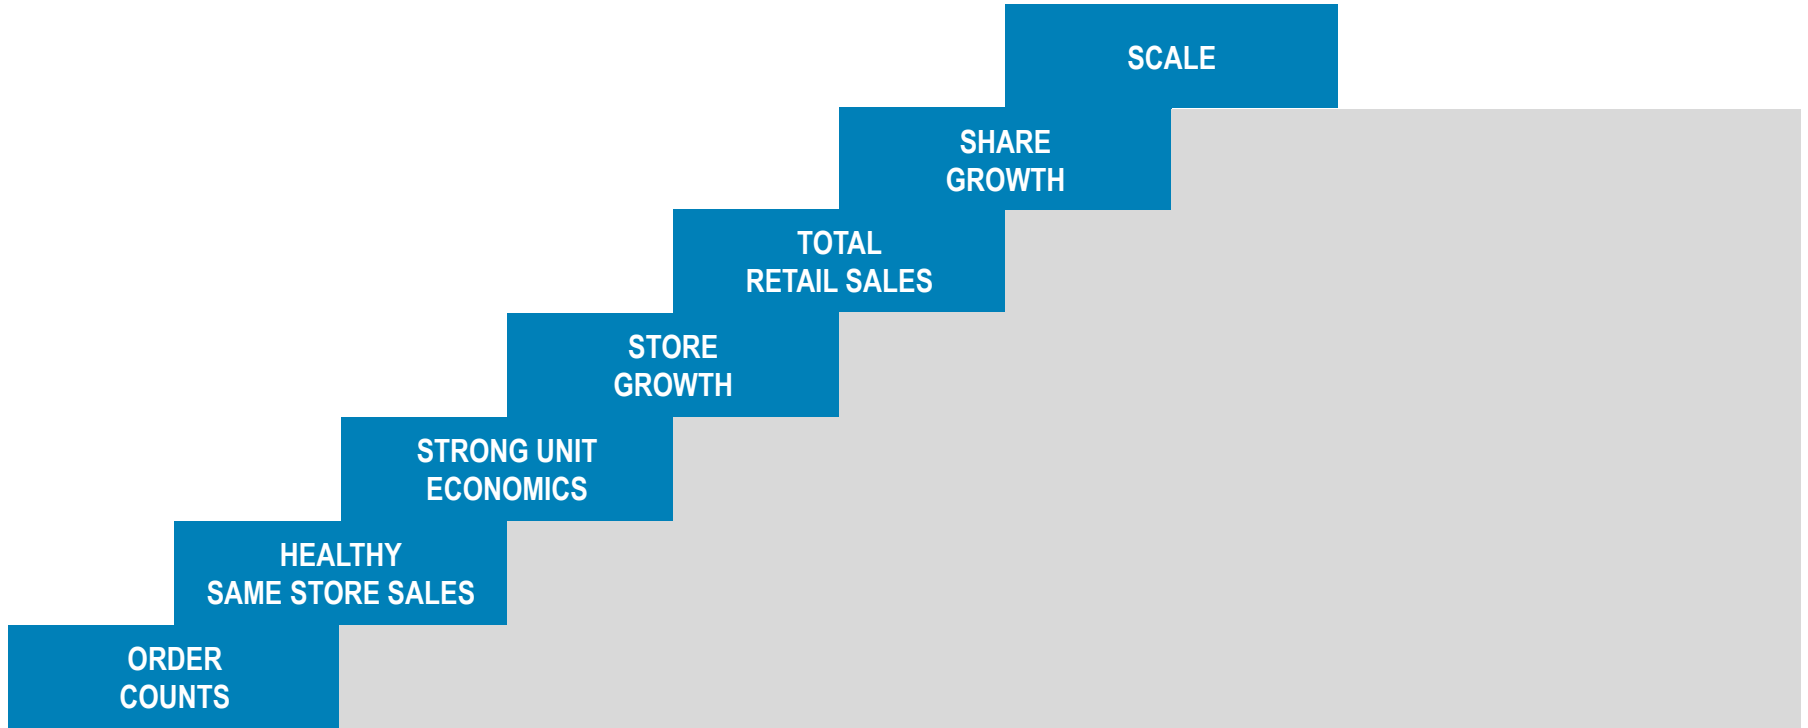 SCALE
SHARE
GROWTH
TOTAL
RETAIL SALES
STORE
GROWTH
STRONG UNIT
ECONOMICS
HEALTHY
SAME STORE SALES
ORDER
COUNTS